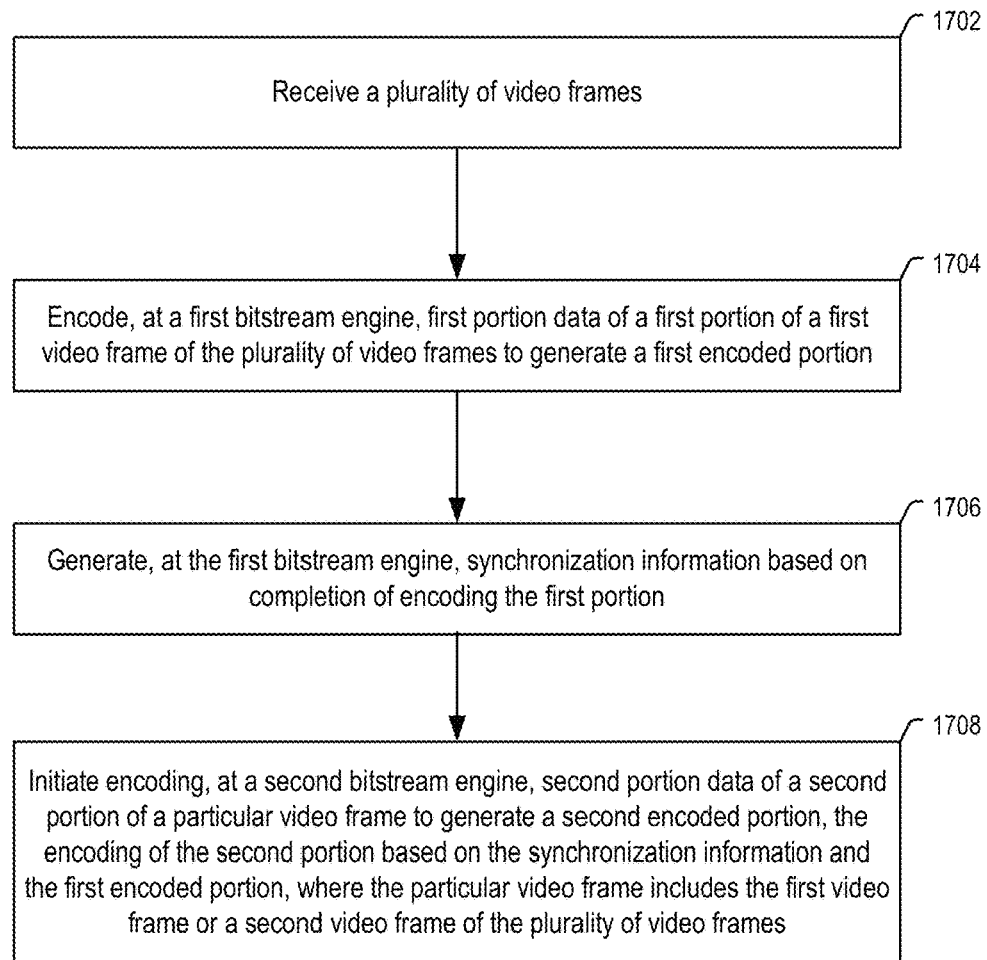 1702
Receive a plurality of video frames
1704
Encode, at a first bitstream engine, first portion data of a first portion of a first
video frame of the plurality of video frames to generate a first encoded portion
1706
Generate, at the first bitstream engine, synchronization information based on
completion of encoding the first portion
1708
Initiate encoding, at a second bitstream engine, second portion data of a second
portion of a particular video frame to generate a second encoded portion, the
encoding of the second portion based on the synchronization information and
the first encoded portion, where the particular video frame includes the first video
frame or a second video frame of the plurality of video frames